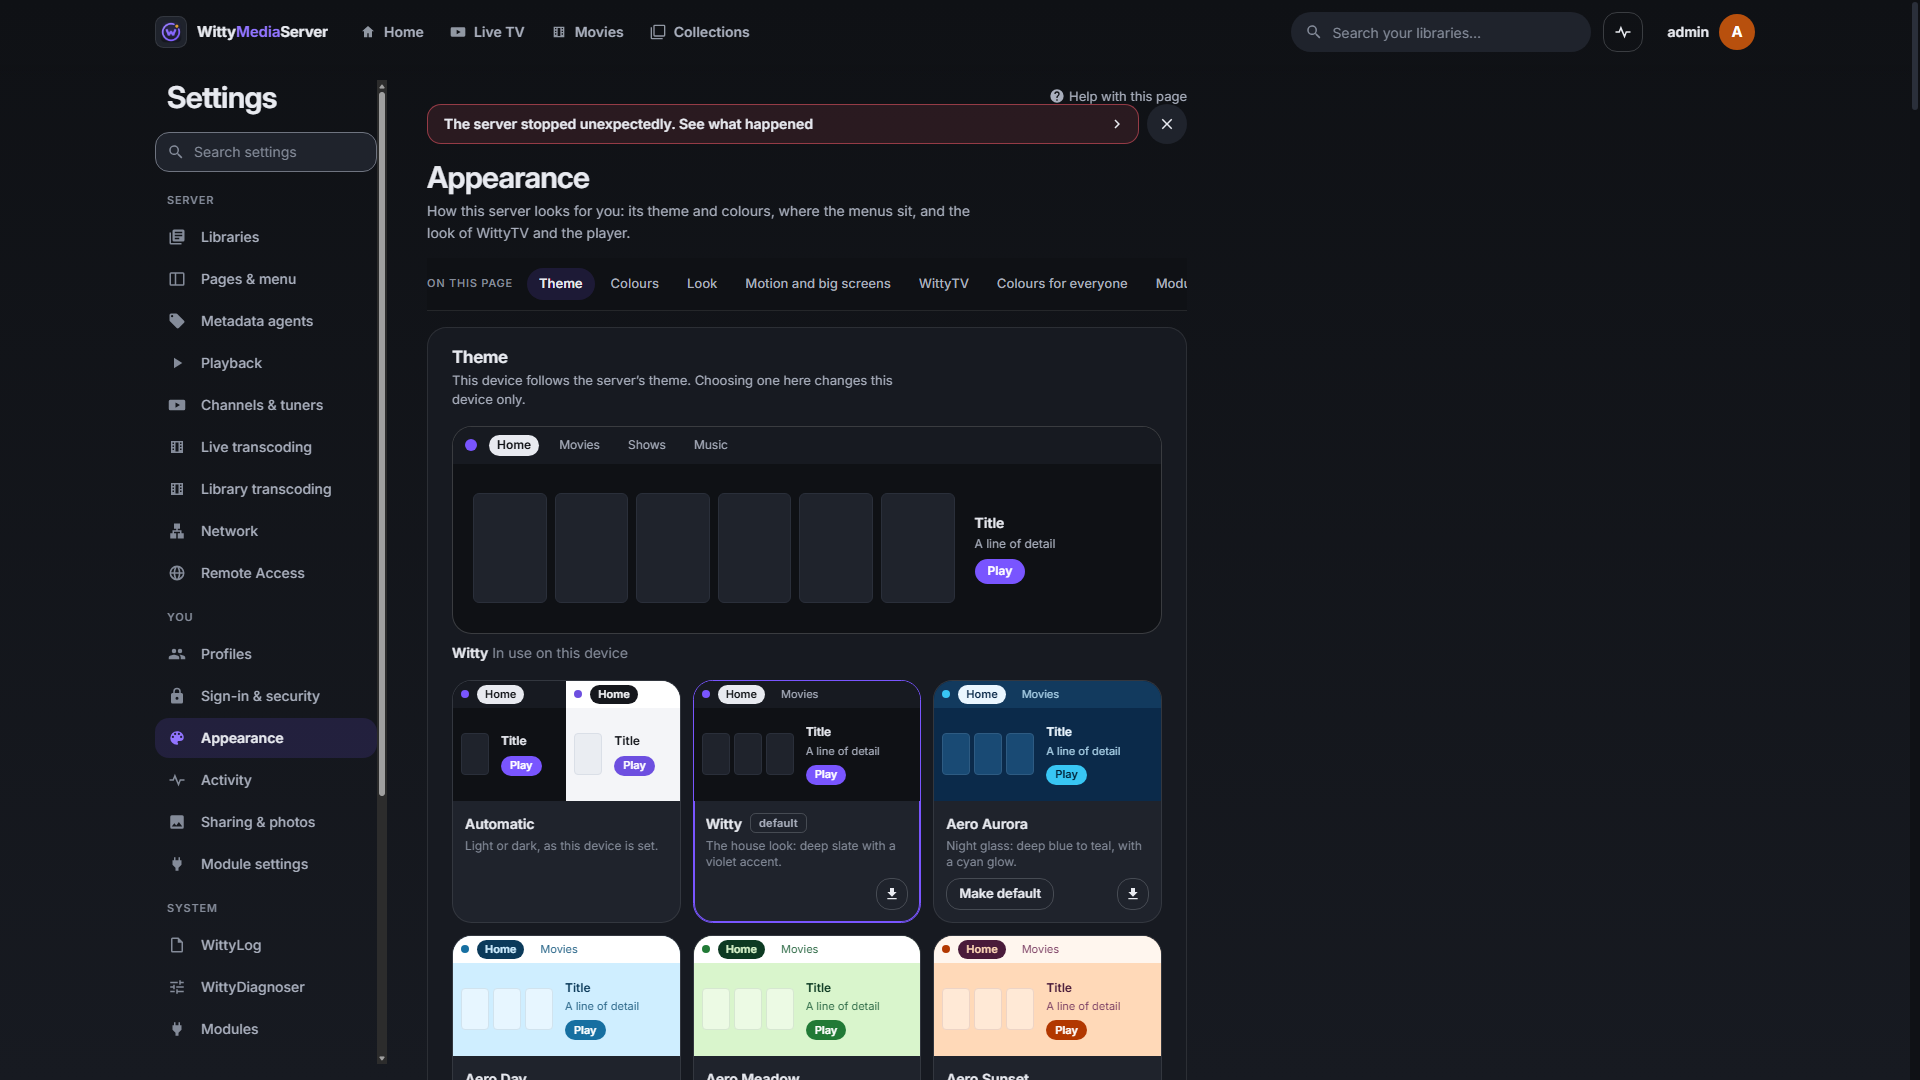 WittyMediaServer
Home
Live TV
Movies
Collections
Search your libraries...
admin
A
Settings
Search settings
SERVER
Libraries
Pages & menu
Metadata agents
Playback
Channels & tuners
Live transcoding
Library transcoding
Network
Remote Access
YOU
Profiles
Sign-in & security
Appearance
Activity
Sharing & photos
Module settings
SYSTEM
WittyLog
WittyDiagnoser
Modules
Help with this page
The server stopped unexpectedly. See what happened
Appearance
How this server looks for you: its theme and colours, where the menus sit, and the
look of WittyTV and the player.
ON THIS PAGE
Theme
Colours
Look
Motion and big screens
WittyTV
Colours for everyone
Modu
Theme
This device follows the server's theme. Choosing one here changes this
device only.
Home
Movies
Shows
Music
Title
A line of detail
Play
Witty In use on this device
Home
Title
Play
Home
Title
Play
Automatic
Light or dark, as this device is set.
Home
Movies
Title
A line of detail
Play
Witty
default
The house look: deep slate with a
violet accent.
Home
Movies
Title
A line of detail
Play
Aero Aurora
Night glass: deep blue to teal, with
a cyan glow.
Make default
Home
Movies
Title
A line of detail
Play
Aero Day
Home
Movies
Title
A line of detail
Play
Aero Meadow
Home
Movies
Title
A line of detail
Play
Aero Sunset